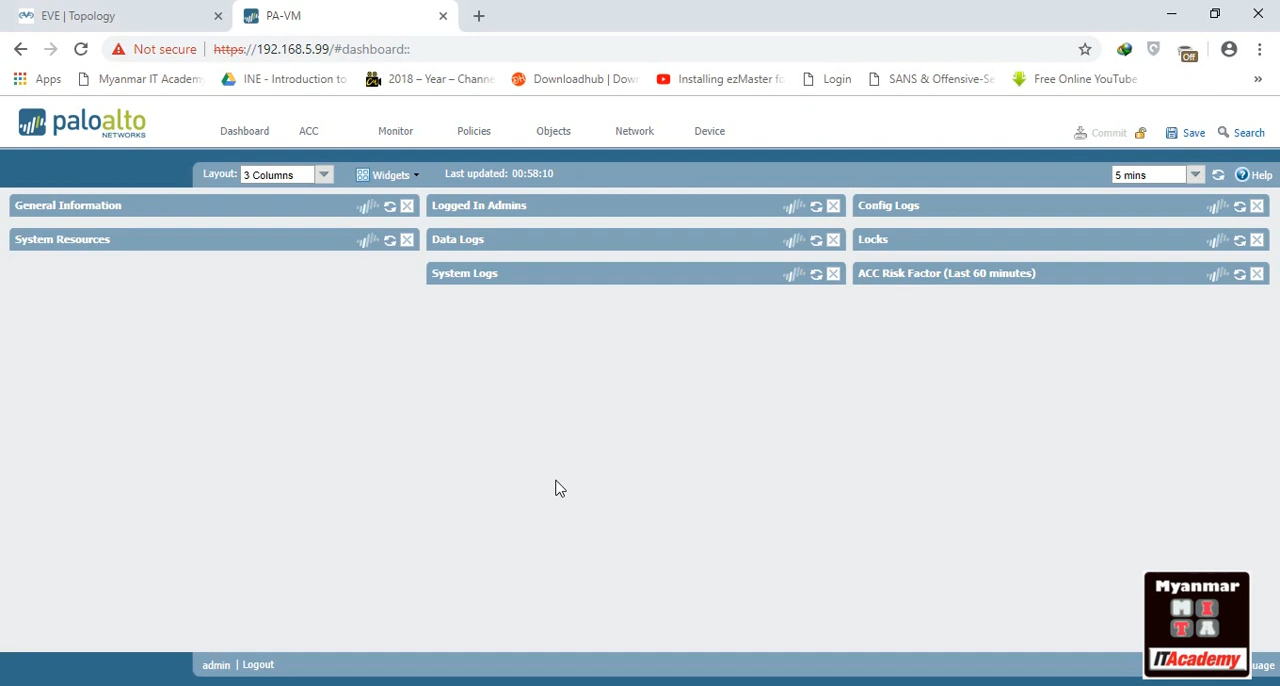 EVE | Topology
PA-VM
Not secure
https://192.168.5.99/#dashboard::
Off
Apps
Myanmar IT Academ
INE - Introduction to
2018 – Year – Channe
Downloadhub | Dow
Installing ezMaster fo
Login
SANS & Offensive-Se
Free Online YouTube
»
paloalto
NETWORKS
Dashboard
ACC
Monitor
Policies
Objects
Network
Device
Commit
Save
Search
Layout:
3 Columns
Widgets
Last updated: 00:58:10
5 mins
Help
General Information
Logged In Admins
Config Logs
System Resources
Data Logs
Locks
System Logs
ACC Risk Factor (Last 60 minutes)
Myanmar
M I
T A
ITAcademy
admin | Logout
uage